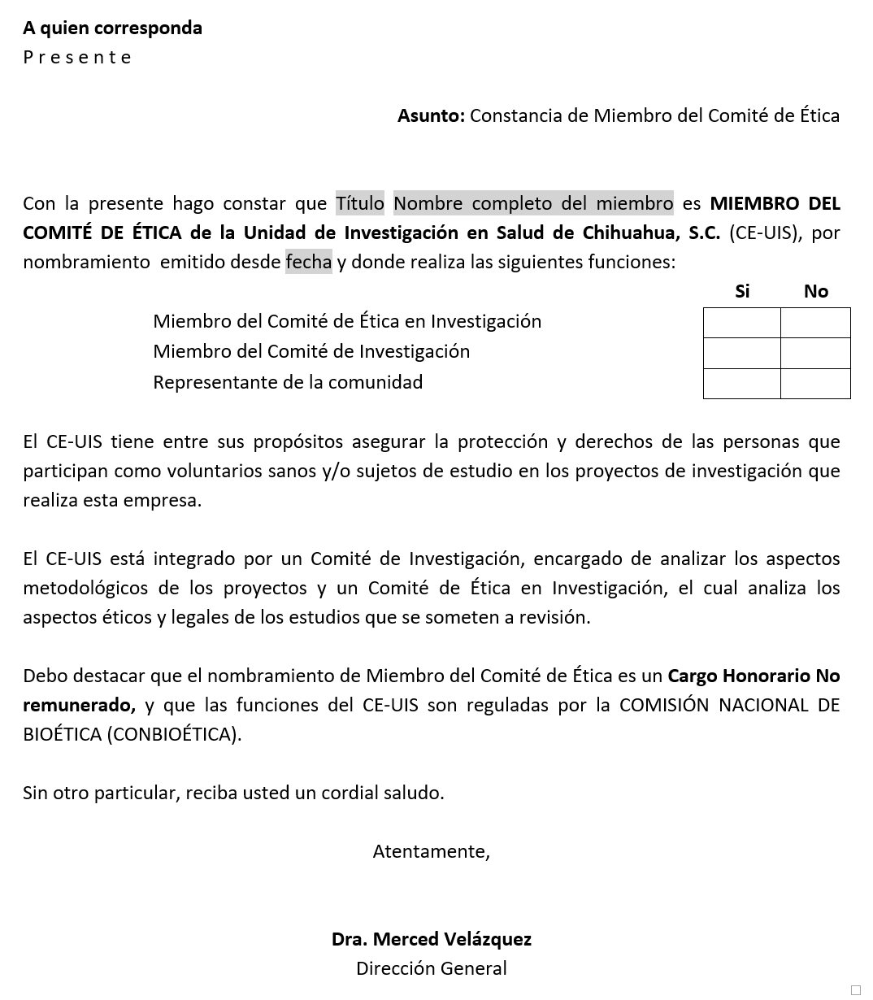 A quien corresponda
P r e s e n t e
Asunto: Constancia de Miembro del Comité de Ética
Con la presente hago constar que Título Nombre completo del miembro es MIEMBRO DEL
COMITÉ DE ÉTICA de la Unidad de Investigación en Salud de Chihuahua, S.C. (CE-UIS), por
nombramiento  emitido desde fecha y donde realiza las siguientes funciones:
Si No
Miembro del Comité de Ética en Investigación
Miembro del Comité de Investigación
Representante de la comunidad
El CE-UIS tiene entre sus propósitos asegurar la protección y derechos de las personas que
participan como voluntarios sanos y/o sujetos de estudio en los proyectos de investigación que
realiza esta empresa.
El CE-UIS está integrado por un Comité de Investigación, encargado de analizar los aspectos
metodológicos de los proyectos y un Comité de Ética en Investigación, el cual analiza los
aspectos éticos y legales de los estudios que se someten a revisión.
Debo destacar que el nombramiento de Miembro del Comité de Ética es un Cargo Honorario No
remunerado, y que las funciones del CE-UIS son reguladas por la COMISIÓN NACIONAL DE
BIOÉTICA (CONBIOÉTICA).
Sin otro particular, reciba usted un cordial saludo.
Atentamente,
Dra. Merced Velázquez
Dirección General